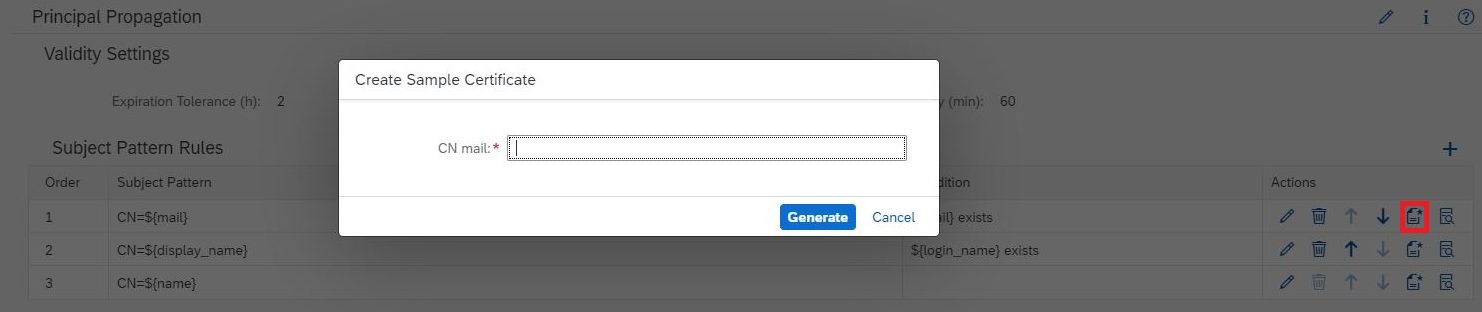 Principal Propagation
Validity Settings
Create Sample Certificate
Expiration Tolerance (h): 2
y (min): 60
CN mail:*
Subject Pattern Rules
Order Subject Pattern dition Actions
1 CN=${mail} ail} exists
Generate Cancel
2 CN=${display_name} ${login_name} exists
3 CN=${name}